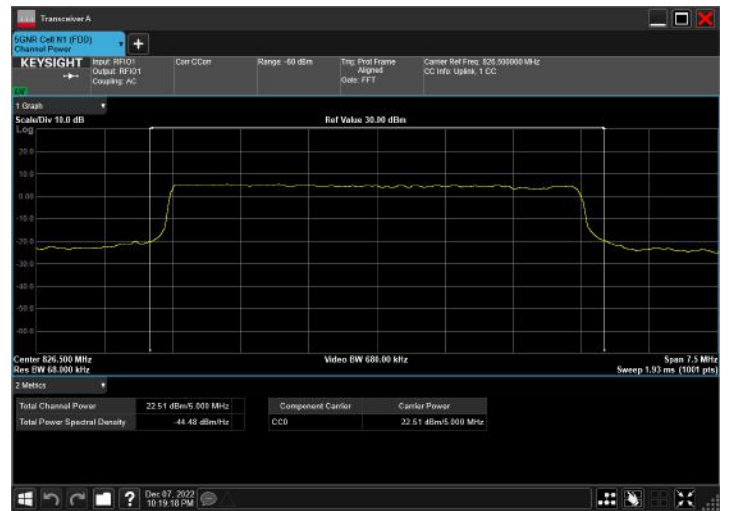 Transceiver A
5GNR Cell N1 (FDD)
Channel Power
KEYSIGHT
Input: RFIO1
Output: RFIO1
Coupling: AC
Corr CCorr
Range: -60 dBm
Trig: Prot Frame
Aligned
Gate: FFT
Carrier Ref Freq: 826.500000 MHz
CC Info: Uplink, 1 CC
1 Graph
Scale/Div 10.0 dB
Ref Value 30.00 dBm
Log
20.0
10.0
0.00
-10.0
-20.0
-30.0
-40.0
-50.0
-60.0
Center 826.500 MHz
Video BW 680.00 kHz
Span 7.5 MHz
Res BW 68.000 kHz
Sweep 1.93 ms (1001 pts)
2 Metrics
Total Channel Power
22.51 dBm/5.000 MHz
Total Power Spectral Density
-44.48 dBm/Hz
Component Carrier
Carrier Power
CC0
22.51 dBm/5.000 MHz
?
Dec 07, 2022
10:19:18 PM